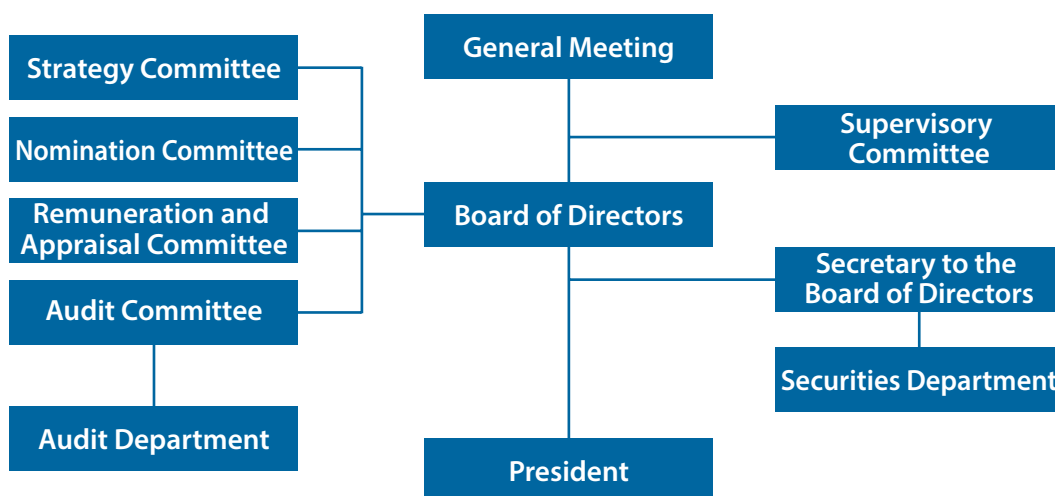 General Meeting
Strategy Committee
Supervisory
Committee
Nomination Committee
Board of Directors
Remuneration and
Appraisal Committee
Secretary to the
Board of Directors
Audit Committee
Securities Department
Audit Department
President